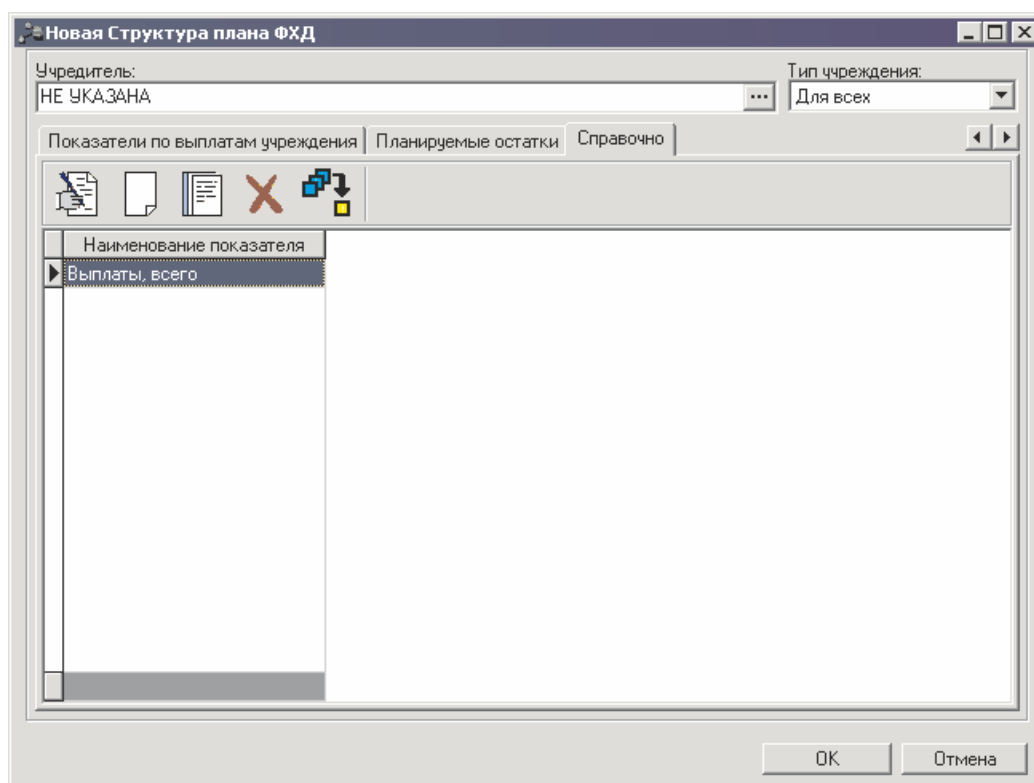 Новая Структура плана ФХД
Учредитель:
Тип учреждения:
НЕ УКАЗАНА
...
Для всех
Показатели по выплатам учреждения
Планируемые остатки
Справочно
Наименование показателя
Выплаты, всего
OK
Отмена